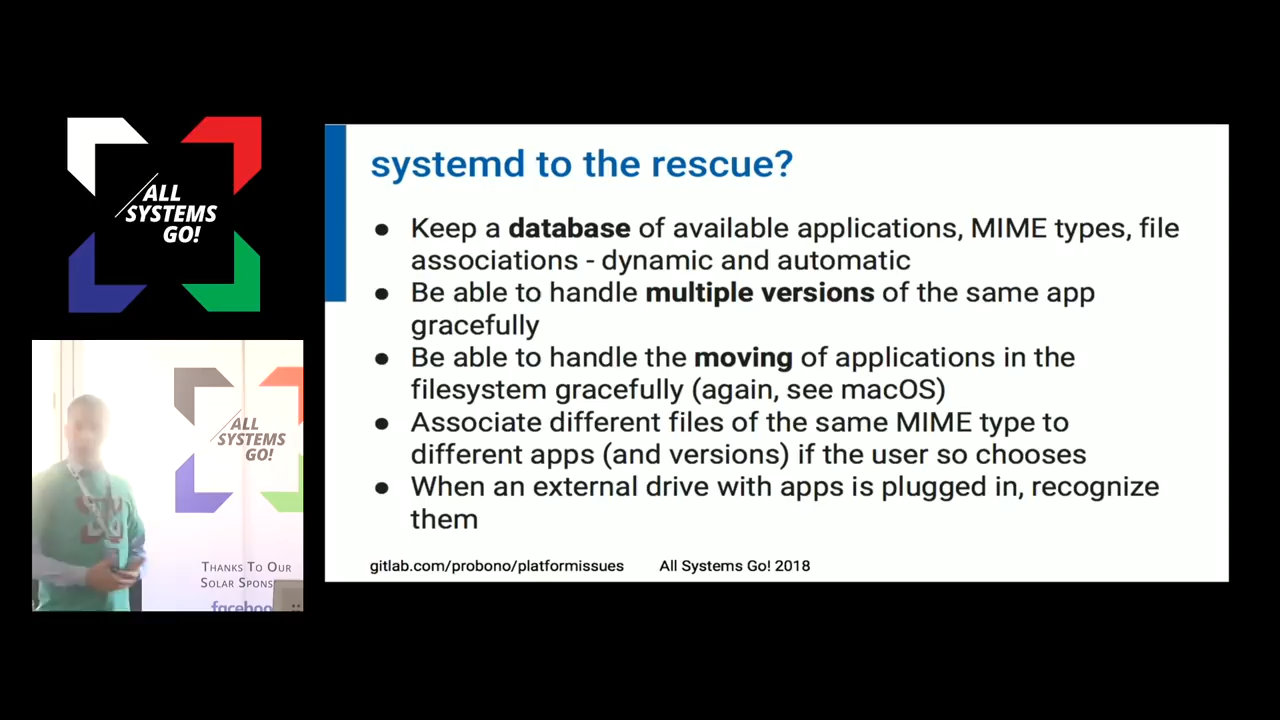 ALL
SYSTEMS
GO!
systemd to the rescue?
● Keep a database of available applications, MIME types, file
associations - dynamic and automatic
● Be able to handle multiple versions of the same app
gracefully
● Be able to handle the moving of applications in the
filesystem gracefully (again, see macOS)
● Associate different files of the same MIME type to
different apps (and versions) if the user so chooses
● When an external drive with apps is plugged in, recognize
them
gitlab.com/probono/platformissues All Systems Go! 2018
ALL
SYSTEMS
GO!
THANKS TO OUR
SOLAR SPONS
faceboo